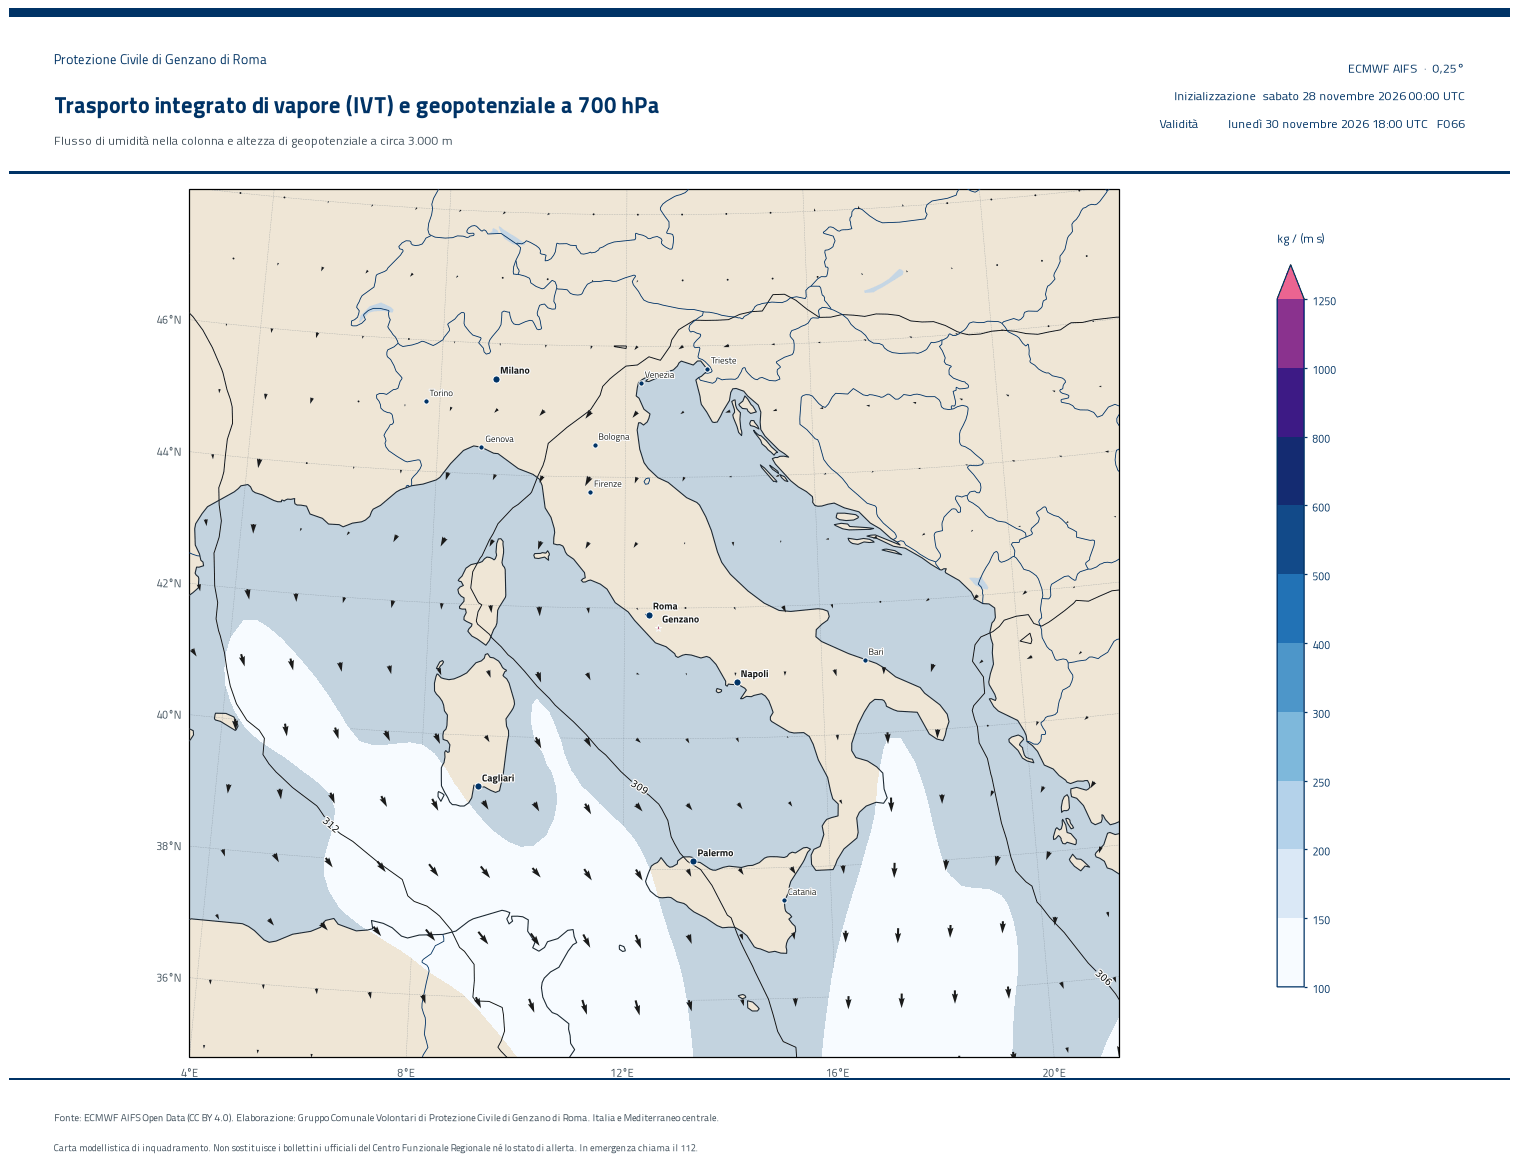 Protezione Civile di Genzano di Roma
Trasporto integrato di vapore (IVT) e geopotenziale a 700 hPa
Flusso di umidità nella colonna e altezza di geopotenziale a circa 3.000 m
ECMWF AIFS · 0,25°
Inizializzazione sabato 28 novembre 2026 00:00 UTC
Validità lunedì 30 novembre 2026 18:00 UTC F066
kg / (m s)
1250
1000
800
600
500
400
300
250
200
150
100
46°N
44°N
42°N
40°N
38°N
36°N
4°E
8°E
12°E
16°E
20°E
Trieste
Milano
Venezia
Torino
Genova
Bologna
Firenze
Roma
Genzano
Bari
Napoli
Cagliari
309
312
Palermo
Catania
306
Fonte: ECMWF AIFS Open Data (CC BY 4.0). Elaborazione: Gruppo Comunale Volontari di Protezione Civile di Genzano di Roma. Italia e Mediterraneo centrale.
Carta modellistica di inquadramento. Non sostituisce i bollettini ufficiali del Centro Funzionale Regionale né lo stato di allerta. In emergenza chiama il 112.